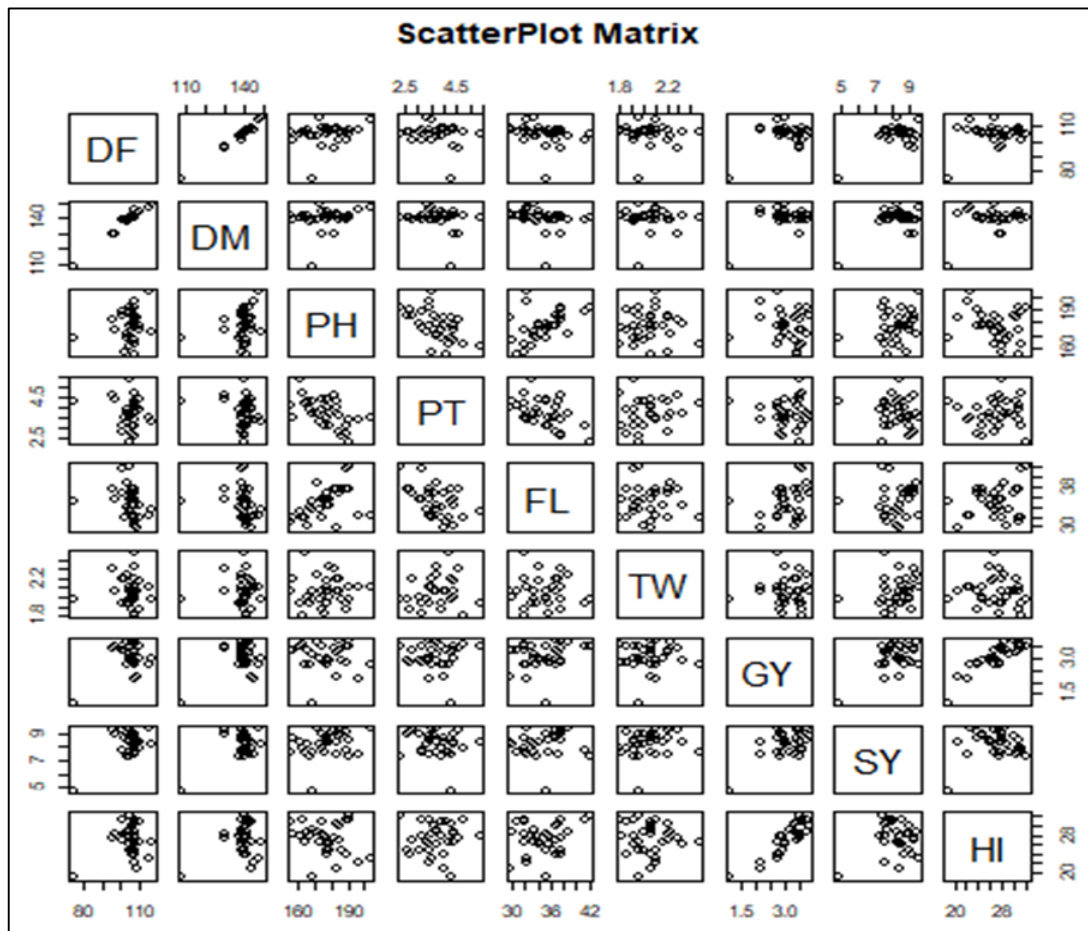 ScatterPlot Matrix
110 140 2.5 4.5 1.8 2.2 5 7 9
DF
80 110
110 140
DM
PH
160 190
2.5 4.5
PT
FL
30 38
1.8 2.2
TW
GY
1.5 3.0
5 7 9
SY
HI
20 28
80 110 160 190 30 36 42 1.5 3.0 20 28